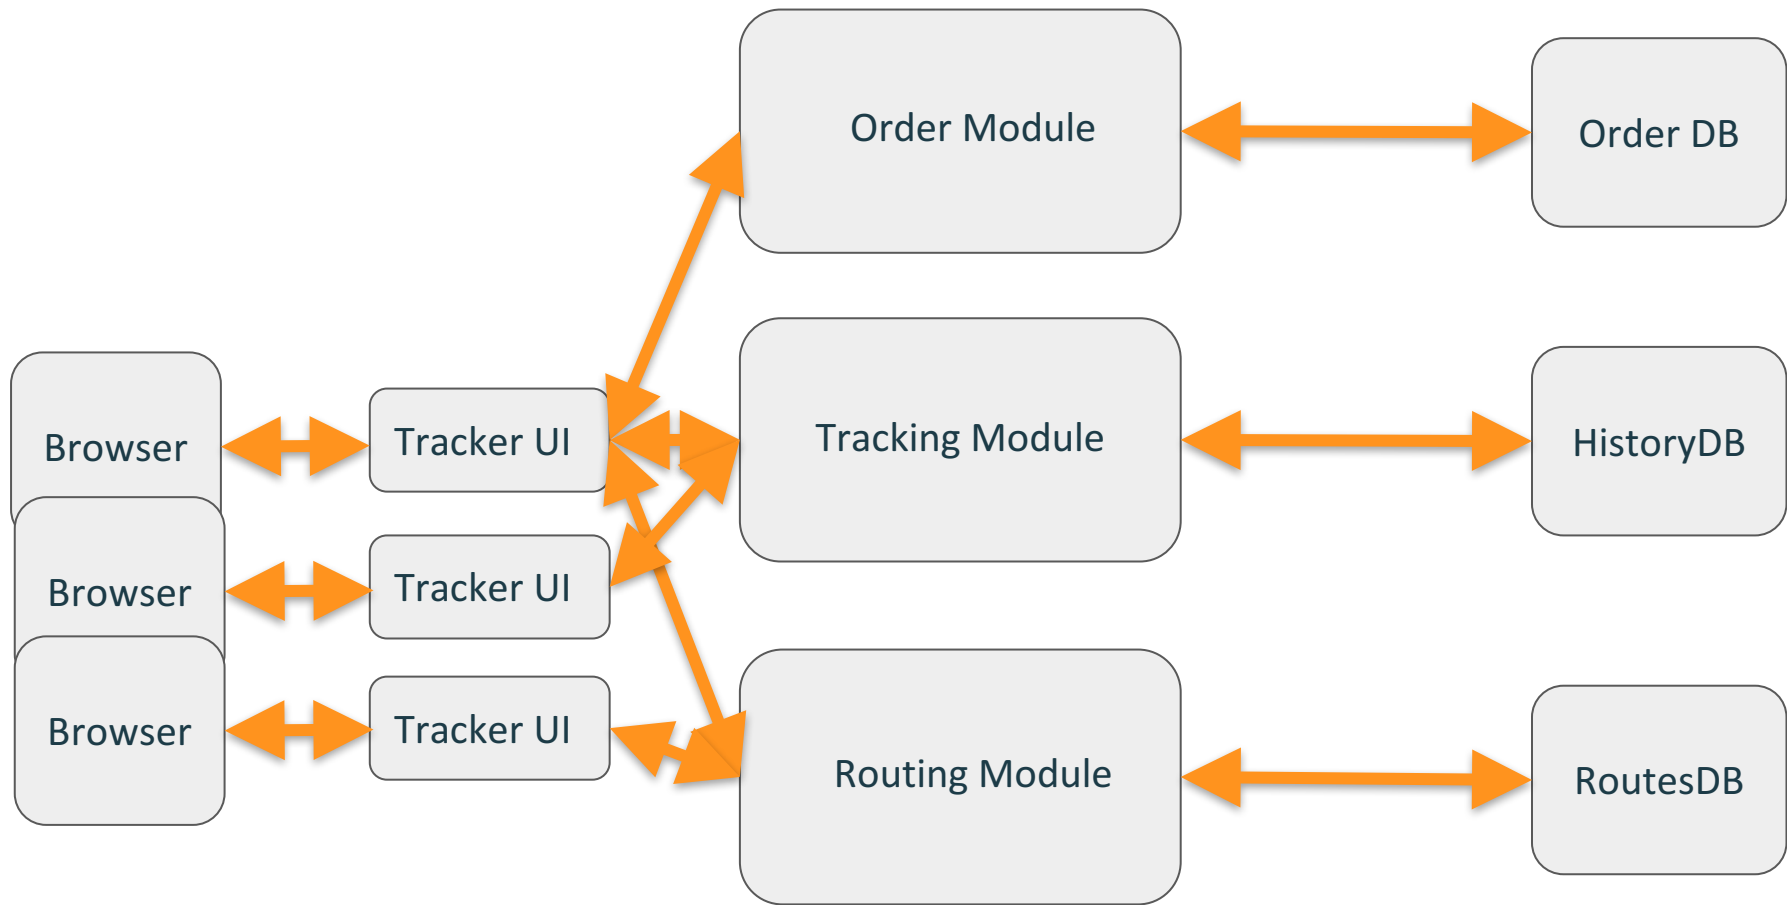 Order Module
Order DB
Browser
Tracker UI
Tracking Module
HistoryDB
Browser
Tracker UI
Browser
Tracker UI
Routing Module
RoutesDB